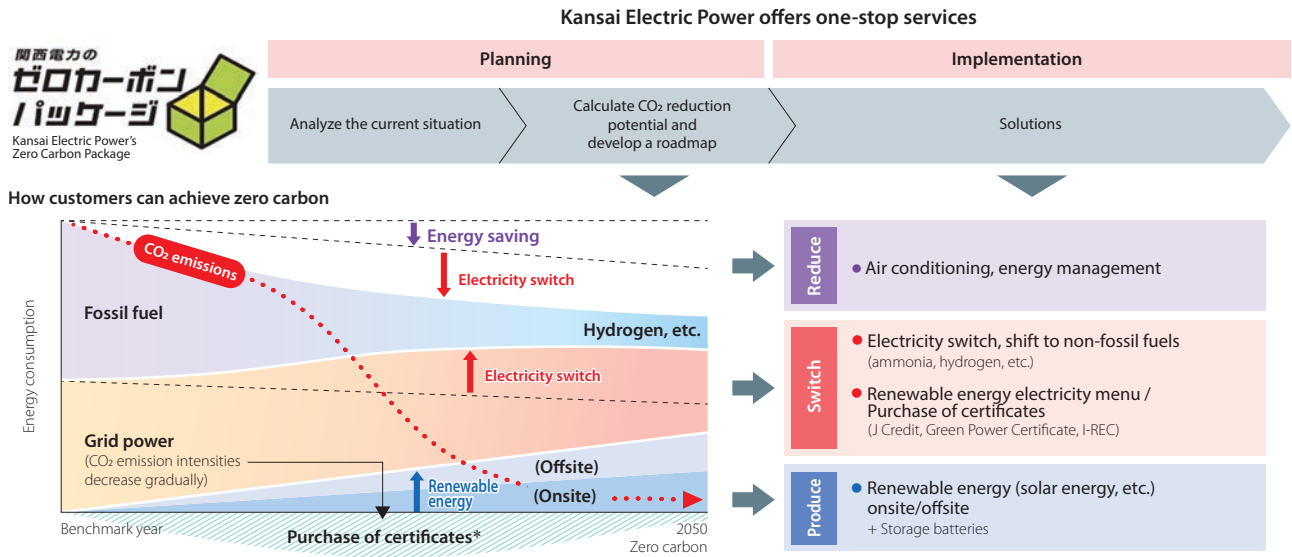 Kansai Electric Power offers one-stop services
関西電力の
ゼロカーボン
パッケージ
Kansai Electric Power's
Zero Carbon Package
Planning
Implementation
Analyze the current situation
Calculate CO₂ reduction
potential and
develop a roadmap
Solutions
How customers can achieve zero carbon
Energy consumption
CO₂ emissions
Energy saving
Electricity switch
Fossil fuel
Hydrogen, etc.
Electricity switch
Grid power
(CO₂ emission intensities
decrease gradually)
(Offsite)
Renewable
energy
(Onsite)
Benchmark year
Purchase of certificates*
2050
Zero carbon
Reduce
● Air conditioning, energy management
Switch
● Electricity switch, shift to non-fossil fuels
(ammonia, hydrogen, etc.)
● Renewable energy electricity menu /
Purchase of certificates
(J Credit, Green Power Certificate, I-REC)
Produce
● Renewable energy (solar energy, etc.)
onsite/offsite
+ Storage batteries